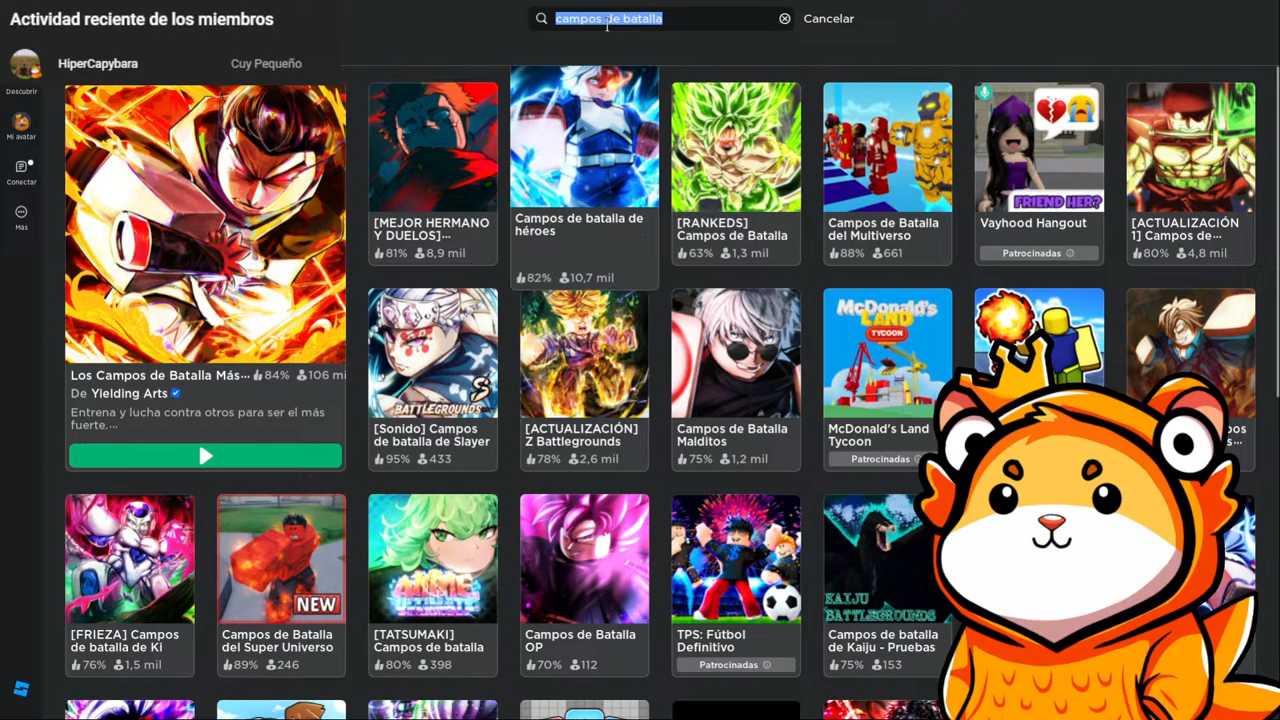 Actividad reciente de los miembros
campos de batalla
Cancelar
HiperCapybara
Cuy Pequeño
Descubrir
Mi avatar
Conectar
Más
Los Campos de Batalla Más...
84% 106 mi
De Yielding Arts
Entrena y lucha contra otros para ser el más
fuerte....
[MEJOR HERMANO
Y DUELOS]...
81% 8,9 mil
Campos de batalla de
héroes
82% 10,7 mil
[RANKEDS]
Campos de Batalla
63% 1,3 mil
Campos de Batalla
del Multiverso
88% 661
FRIEND HER?
Vayhood Hangout
Patrocinadas
[ACTUALIZACIÓN
1] Campos de...
80% 4,8 mil
BATTLEGROUNDS
[Sonido] Campos
de batalla de Slayer
95% 433
[ACTUALIZACIÓN]
Z Battlegrounds
78% 2,6 mil
Campos de Batalla
Malditos
75% 1,2 mil
McDonald's
LAND
TYCOON
McDonald's Land
Tycoon
Patrocinadas
[FRIEZA] Campos
de batalla de Ki
76% 1,5 mil
NEW
Campos de Batalla
del Super Universo
89% 246
ANIME
ULTIMATE
BATTLEGROUNDS
[TATSUMAKI]
Campos de batalla
80% 398
Campos de Batalla
OP
70% 112
TPS: Fútbol
Definitivo
Patrocinadas
KAIJU
BATTLEGROUNDS
Campos de batalla
de Kaiju - Pruebas
75% 153